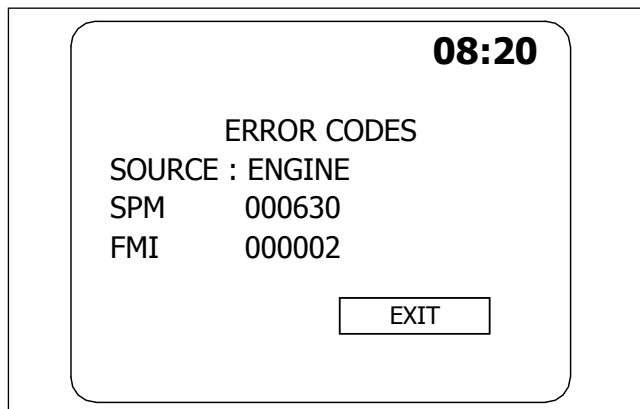 08:20
ERROR CODES
SOURCE : ENGINE
SPM 000630
FMI 000002
EXIT